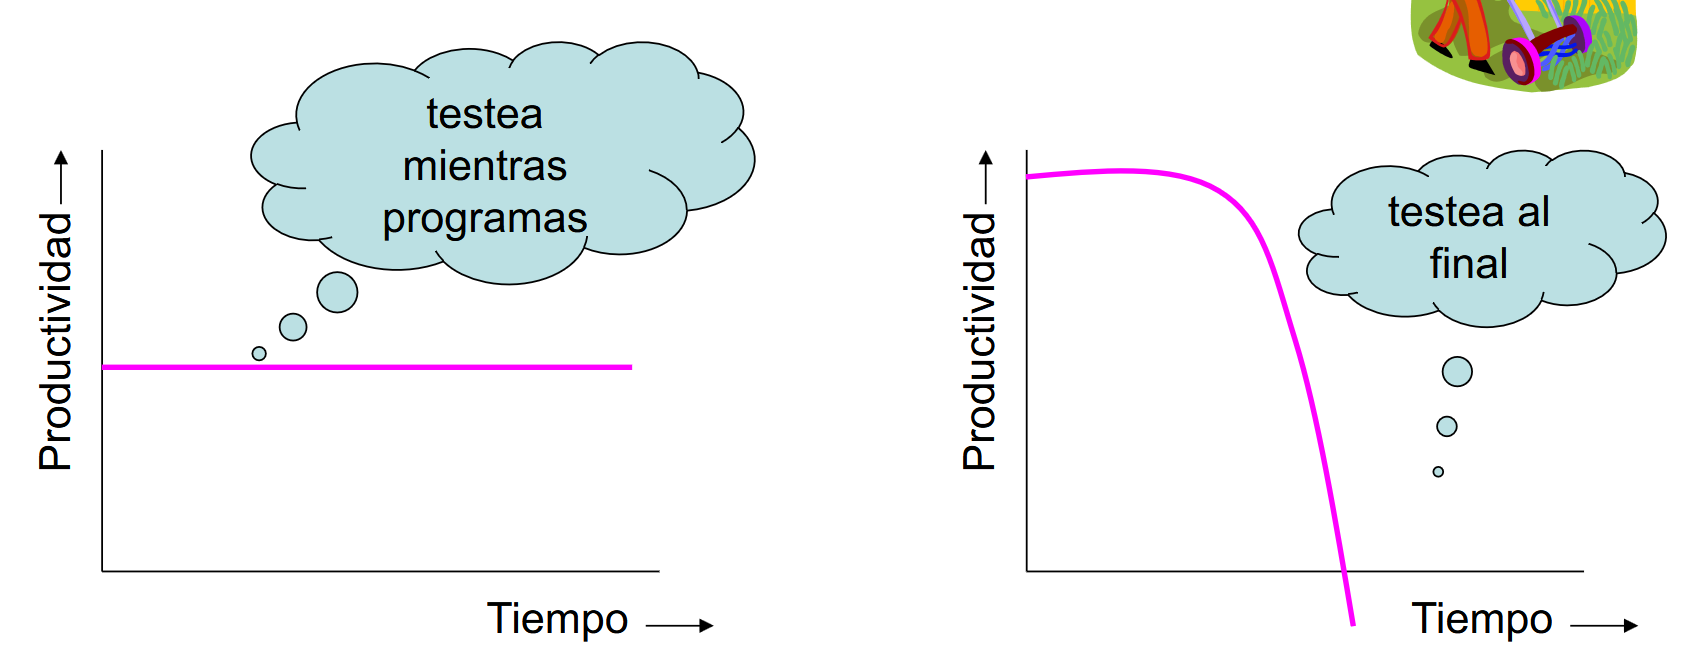 testea
mientras
programas
Productividad
Tiempo
testea al
final
Productividad
Tiempo